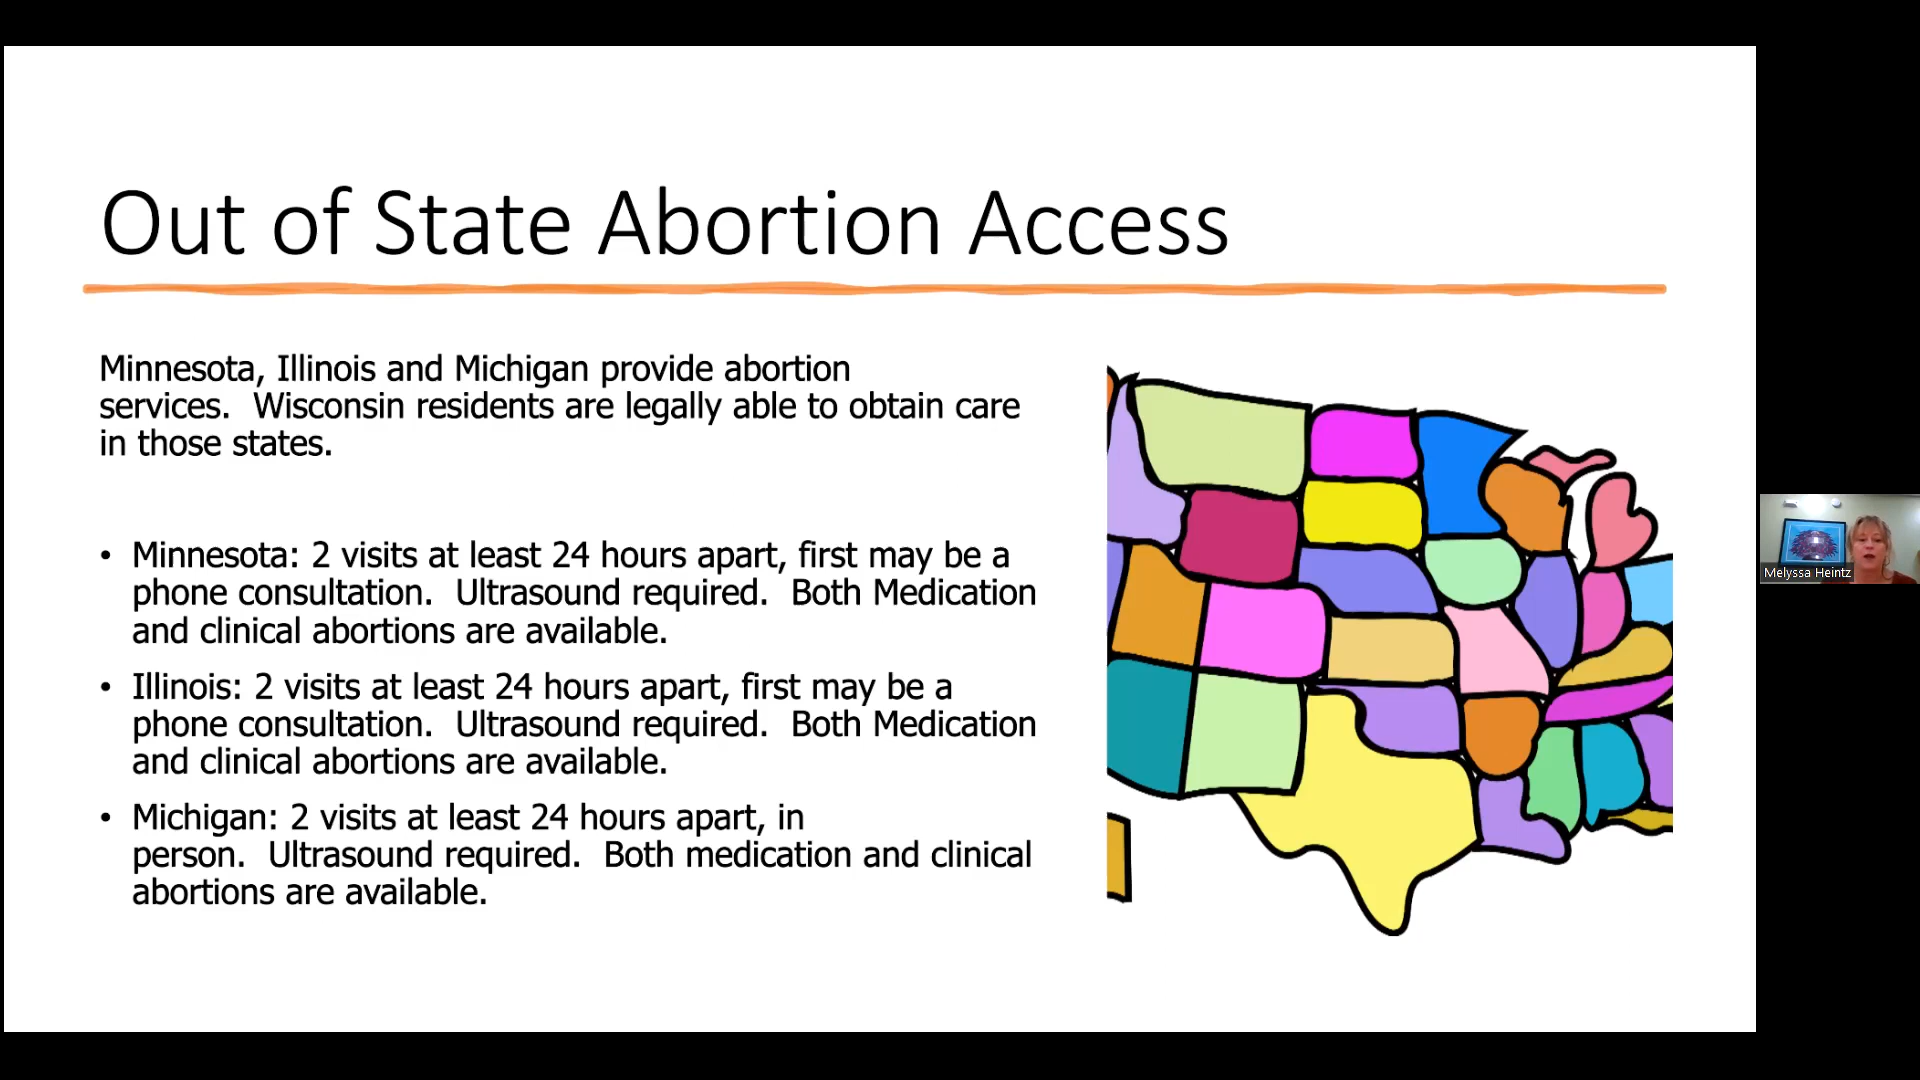 Out of State Abortion Access
Minnesota, Illinois and Michigan provide abortion
services.  Wisconsin residents are legally able to obtain care
in those states.
• Minnesota: 2 visits at least 24 hours apart, first may be a
phone consultation.  Ultrasound required.  Both Medication
and clinical abortions are available.
• Illinois: 2 visits at least 24 hours apart, first may be a
phone consultation.  Ultrasound required.  Both Medication
and clinical abortions are available.
• Michigan: 2 visits at least 24 hours apart, in
person.  Ultrasound required.  Both medication and clinical
abortions are available.
Melyssa Heintz